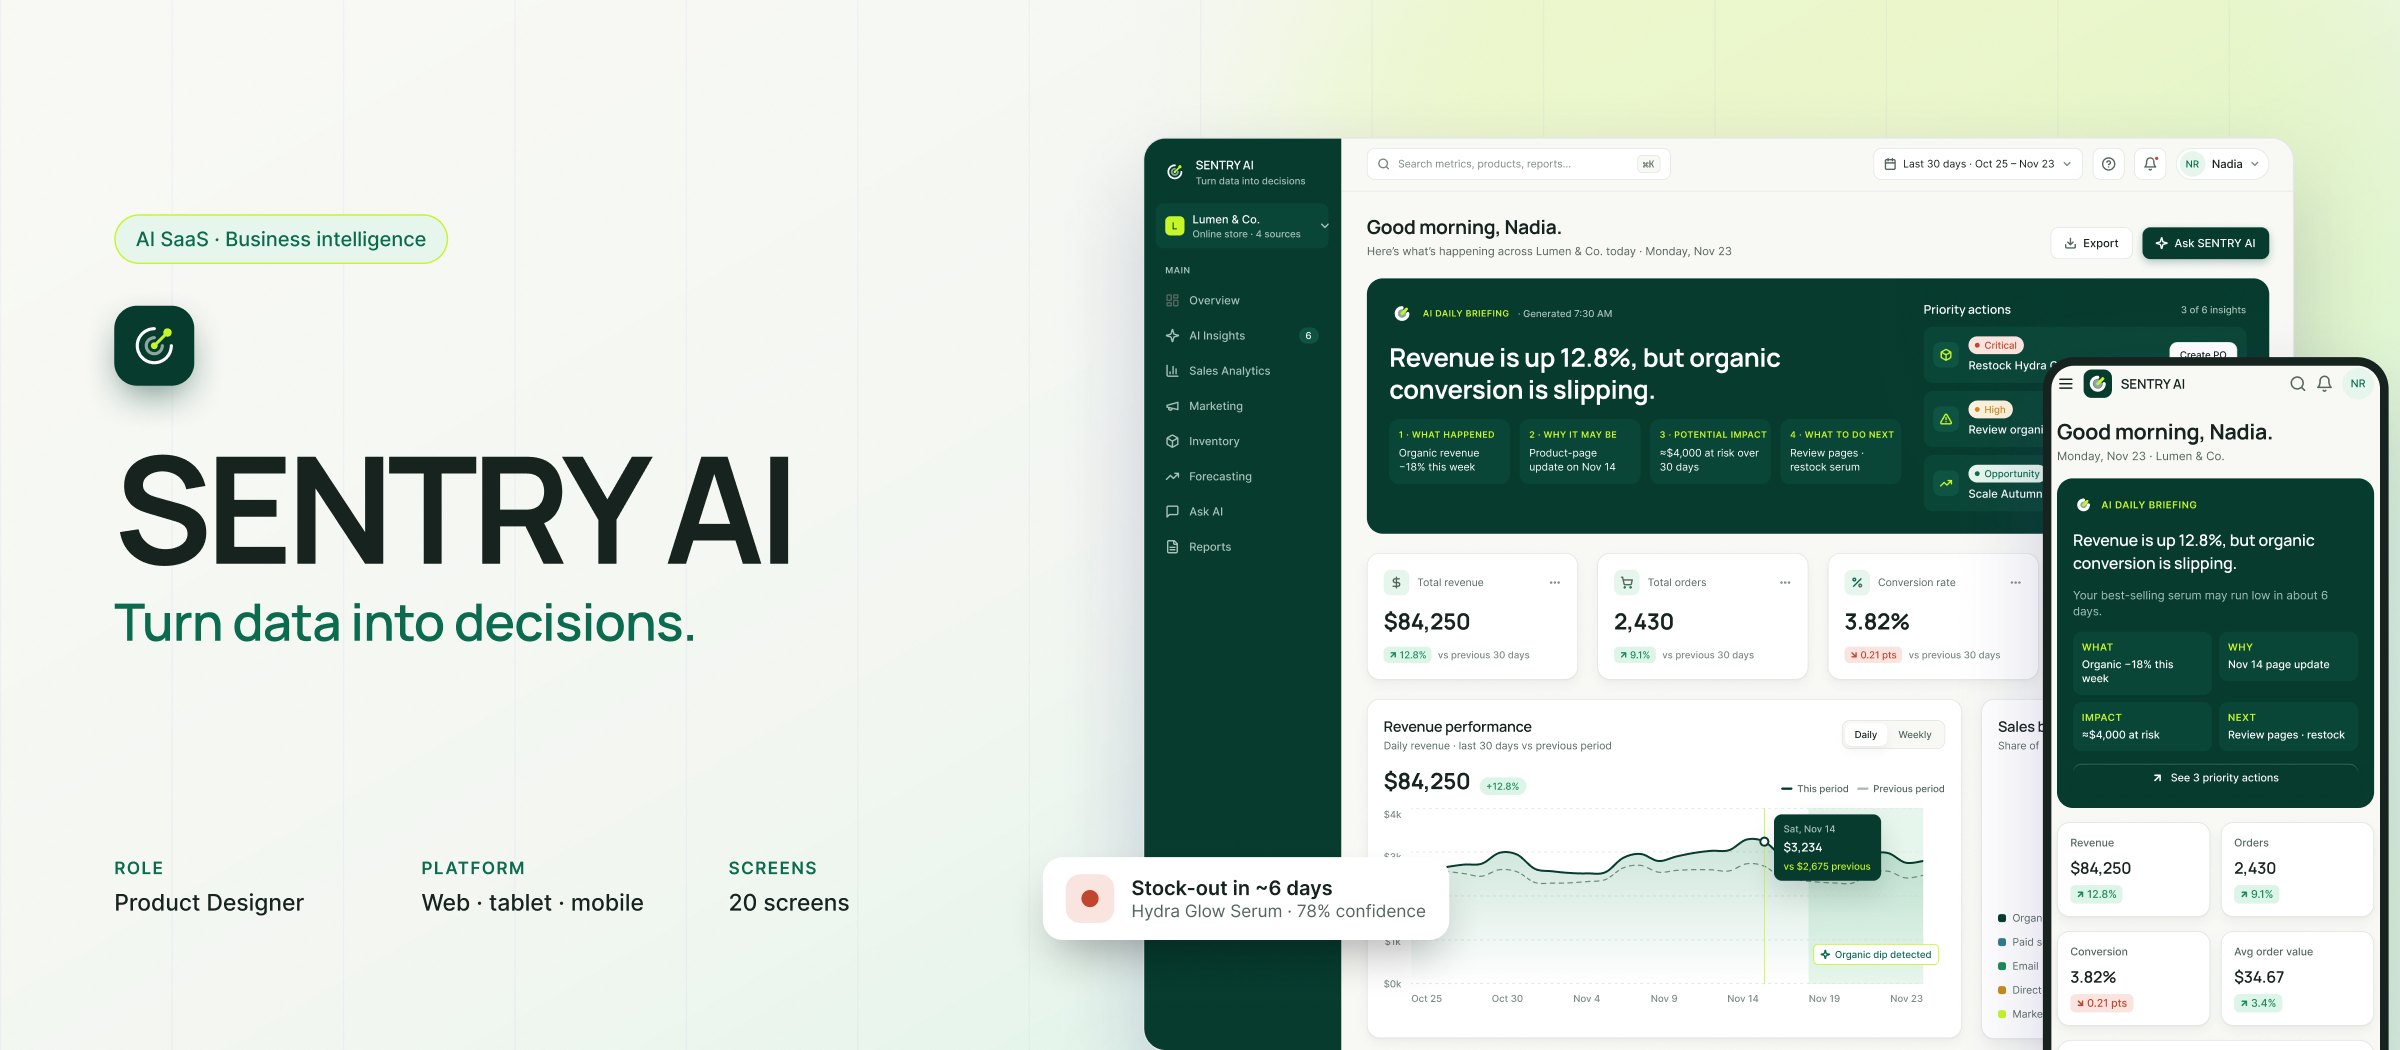 AI SaaS · Business intelligence
SENTRY AI
Turn data into decisions.
ROLE
Product Designer
PLATFORM
Web · tablet · mobile
SCREENS
20 screens
SENTRY AI
Turn data into decisions
L
Lumen & Co.
Online store · 4 sources
MAIN
Overview
AI Insights
6
Sales Analytics
Marketing
Inventory
Forecasting
Ask AI
Reports
Search metrics, products, reports...
⌘K
Last 30 days · Oct 25 – Nov 23
NR
Nadia
Good morning, Nadia.
Here's what's happening across Lumen & Co. today · Monday, Nov 23
Export
Ask SENTRY AI
AI DAILY BRIEFING · Generated 7:30 AM
Revenue is up 12.8%, but organic
conversion is slipping.
1 · WHAT HAPPENED
Organic revenue
−18% this week
2 · WHY IT MAY BE
Product-page
update on Nov 14
3 · POTENTIAL IMPACT
≈$4,000 at risk over
30 days
4 · WHAT TO DO NEXT
Review pages ·
restock serum
Priority actions
3 of 6 insights
Critical
Restock Hydra
Create PO
High
Review organi
Opportunity
Scale Autumn
Total revenue
$84,250
12.8% vs previous 30 days
Total orders
2,430
9.1% vs previous 30 days
Conversion rate
3.82%
0.21 pts vs previous 30 days
Revenue performance
Daily revenue · last 30 days vs previous period
Daily
Weekly
$84,250
+12.8%
This period
Previous period
$4k
$3k
$1k
$0k
Sat, Nov 14
$3,234
vs $2,675 previous
Organic dip detected
Oct 25
Oct 30
Nov 4
Nov 9
Nov 14
Nov 19
Nov 23
Stock-out in ~6 days
Hydra Glow Serum · 78% confidence
Sales b
Share of
Organ
Paid s
Email
Direct
Marke
SENTRY AI
NR
Good morning, Nadia.
Monday, Nov 23 · Lumen & Co.
AI DAILY BRIEFING
Revenue is up 12.8%, but organic
conversion is slipping.
Your best-selling serum may run low in about 6
days.
WHAT
Organic −18% this
week
WHY
Nov 14 page update
IMPACT
≈$4,000 at risk
NEXT
Review pages · restock
See 3 priority actions
Revenue
$84,250
12.8%
Orders
2,430
9.1%
Conversion
3.82%
0.21 pts
Avg order value
$34.67
3.4%